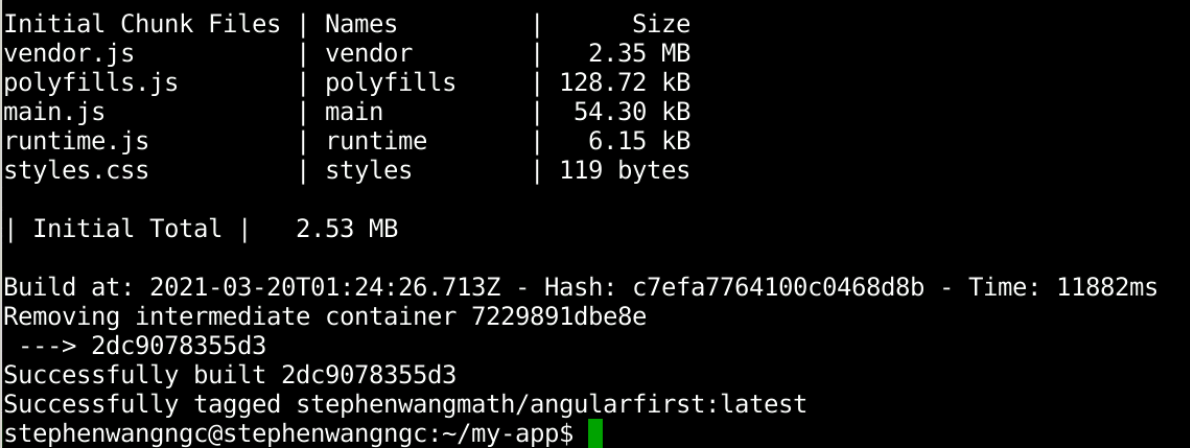 Initial Chunk Files | Names         |      Size
vendor.js           | vendor        |   2.35 MB
polyfills.js        | polyfills     | 128.72 kB
main.js             | main          |  54.30 kB
runtime.js          | runtime       |   6.15 kB
styles.css          | styles        | 119 bytes

| Initial Total |   2.53 MB

Build at: 2021-03-20T01:24:26.713Z - Hash: c7efa7764100c0468d8b - Time: 11882ms
Removing intermediate container 7229891dbe8e
 ---> 2dc9078355d3
Successfully built 2dc9078355d3
Successfully tagged stephenwangmath/angularfirst:latest
stephenwangngc@stephenwangngc:~/my-app$